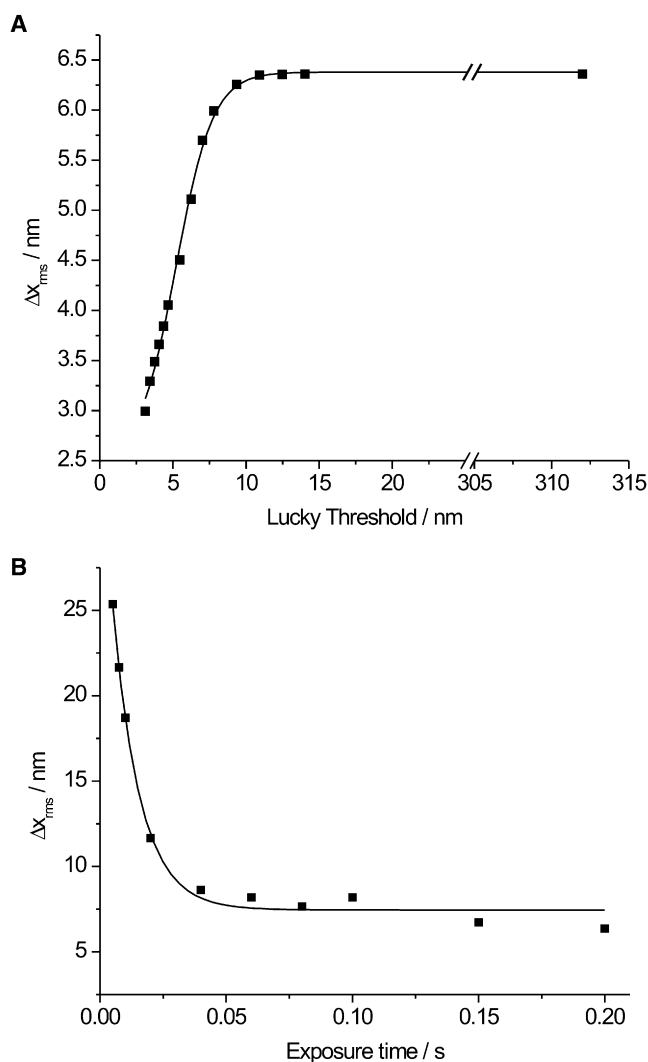 A
6.5
6.0
5.5
5.0
4.5
4.0
3.5
3.0
2.5
Δxrms / nm
0 5 10 15 20 305 310 315
Lucky Threshold / nm
B
25
20
15
10
5
Δxrms / nm
0.00 0.05 0.10 0.15 0.20
Exposure time / s